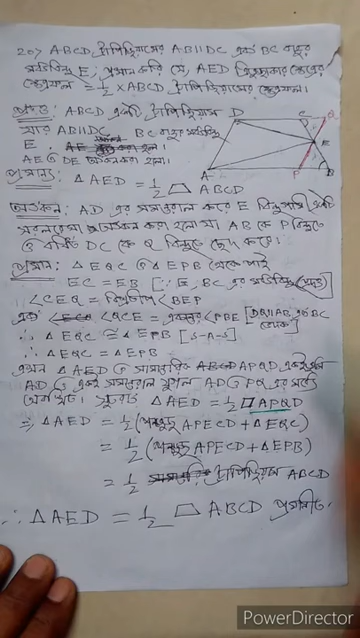 20) ABCD ট্রাপিজিয়ামের AB||DC এবং BC বাহুর
মধ্যবিন্দু E; প্রমাণ করি যে, AED ত্রিভুজাকার ক্ষেত্রের
ক্ষেত্রফল = 1/2 × ABCD ট্রাপিজিয়ামের ক্ষেত্রফল।
প্রদত্ত: ABCD একটি ট্রাপিজিয়াম
যার AB||DC BC বাহুর মধ্যবিন্দু
E.
AE ও DE অঙ্কন করা হলো।
D C Q
E
A P B
প্রমাণ্য: △AED = 1/2 ⏢ ABCD
অঙ্কন: AD এর সমান্তরাল করে E বিন্দুগামী একটি
সরলরেখা অঙ্কন করা হলো যা AB কে P বিন্দুতে
ও বর্ধিত DC কে Q বিন্দুতে ছেদ করে।
প্রমাণ: △EQC ও △EPB থেকে পাই
EC = EB [∵ E, BC এর মধ্যবিন্দু (প্রদত্ত)]
∠CEQ = বিপ্রতীপ ∠BEP
এবং ∠QCE = একান্তর ∠PBE [DQ||AB এবং BC
ভেদক]
∴ △EQC ≅ △EPB [S-A-S]
∴ △EQC = △EPB
এখন △AED ও সামান্তরিক APQD একই ভূমি
AD ও একই সমান্তরাল যুগল AD ও PQ এর মধ্যে
অবস্থিত। সুতরাং △AED = 1/2 ▱ APQD
⇒ △AED = 1/2 (চতুর্ভুজ APECD + △EQC)
= 1/2 (চতুর্ভুজ APECD + △EPB)
= 1/2 ট্রাপিজিয়াম ABCD
∴ △AED = 1/2 ⏢ ABCD প্রমাণিত.
PowerDirector